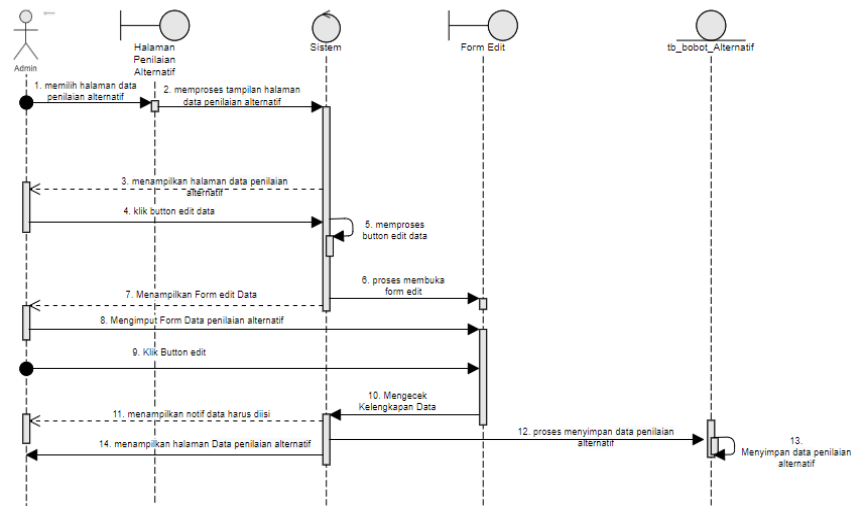 Admin
Halaman
Penilaian
Alternatif
Sistem
Form Edit
tb_bobot_Alternatif
1. memilih halaman data
penilaian alternatif
2. memproses tampilan halaman
data penilaian alternatif
3. menampilkan halaman data penilaian
alternatif
4. klik button edit data
5. memproses
button edit data
6. proses membuka
form edit
7. Menampilkan Form edit Data
8. Mengimput Form Data penilaian alternatif
9. Klik Button edit
10. Mengecek
Kelengkapan Data
11. menampilkan notif data harus diisi
12. proses menyimpan data penilaian
alternatif
13.
Menyimpan data penilaian
alternatif
14. menampilkan halaman Data penilaian alternatif